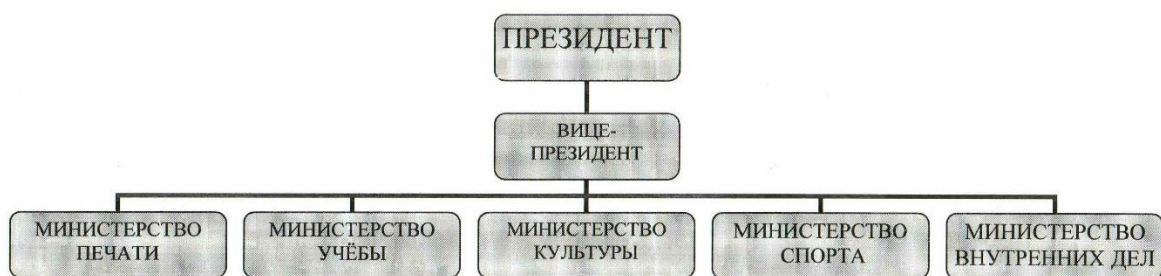 ПРЕЗИДЕНТ
ВИЦЕ-
ПРЕЗИДЕНТ
МИНИСТЕРСТВО
ПЕЧАТИ
МИНИСТЕРСТВО
УЧЁБЫ
МИНИСТЕРСТВО
КУЛЬТУРЫ
МИНИСТЕРСТВО
СПОРТА
МИНИСТЕРСТВО
ВНУТРЕННИХ ДЕЛ